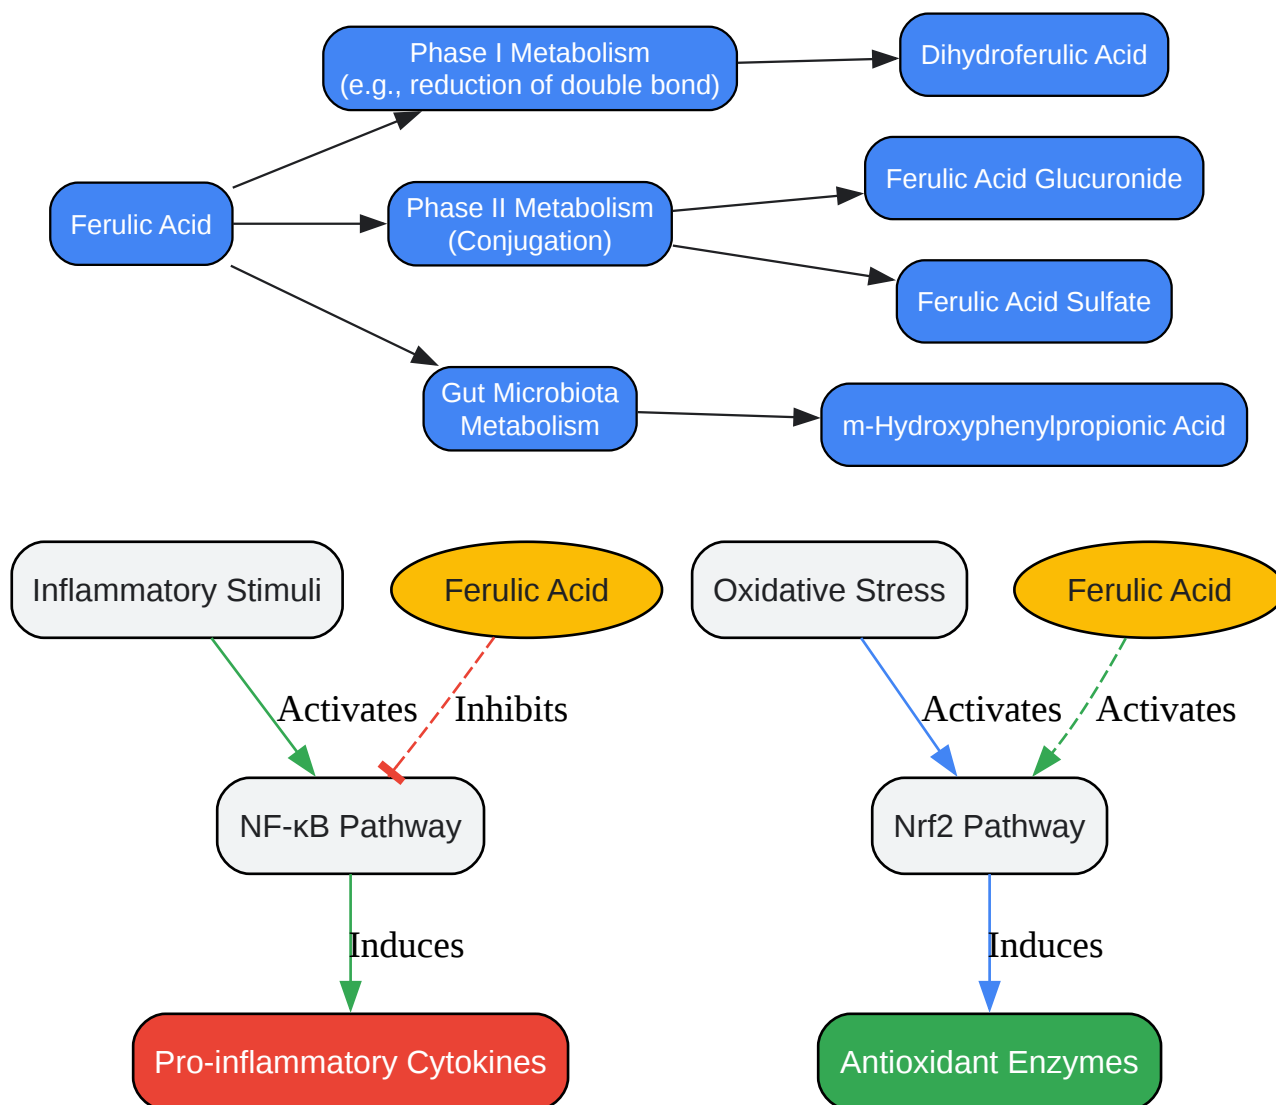 Phase I Metabolism
(e.g., reduction of double bond)
Dihydroferulic Acid
Ferulic Acid
Phase II Metabolism
(Conjugation)
Ferulic Acid Glucuronide
Ferulic Acid Sulfate
Gut Microbiota
Metabolism
m-Hydroxyphenylpropionic Acid
Inflammatory Stimuli
Ferulic Acid
Activates
Inhibits
NF-κB Pathway
Induces
Pro-inflammatory Cytokines
Oxidative Stress
Ferulic Acid
Activates
Activates
Nrf2 Pathway
Induces
Antioxidant Enzymes